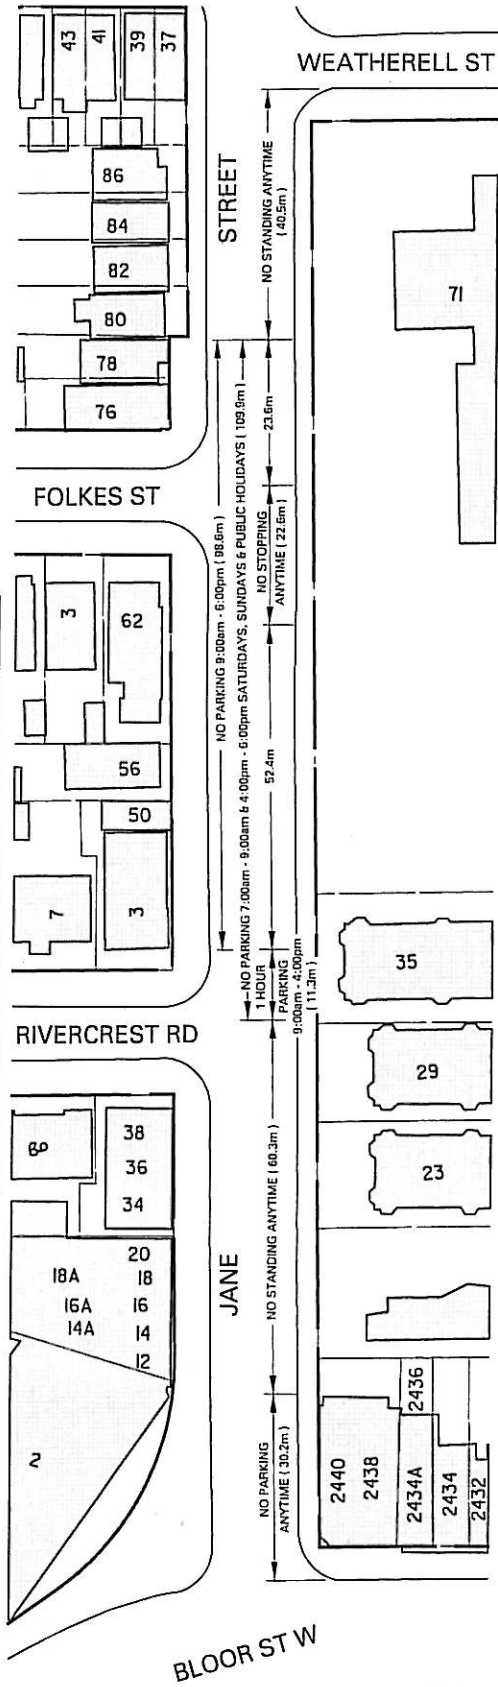 43 41 39 37
WEATHERELL ST
86
84
82
80
78
76
STREET
NO STANDING ANYTIME
( 40.5m )
71
FOLKES ST
NO PARKING 9:00am - 6:00pm ( 98.6m )
NO PARKING 7:00am - 9:00am & 4:00pm - 6:00pm SATURDAYS, SUNDAYS & PUBLIC HOLIDAYS ( 109.9m )
23.6m
NO STOPPING
ANYTIME ( 22.6m )
52.4m
3
62
56
50
7
3
1 HOUR
PARKING
9:00am - 4:00pm
( 11.3m )
35
RIVERCREST RD
29
23
38
36
34
NO STANDING ANYTIME ( 60.3m )
JANE
20
18A 18
16A 16
14A 14
12
2
NO PARKING
ANYTIME ( 30.2m )
2440
2438
2436
2434A
2434
2432
BLOOR ST W